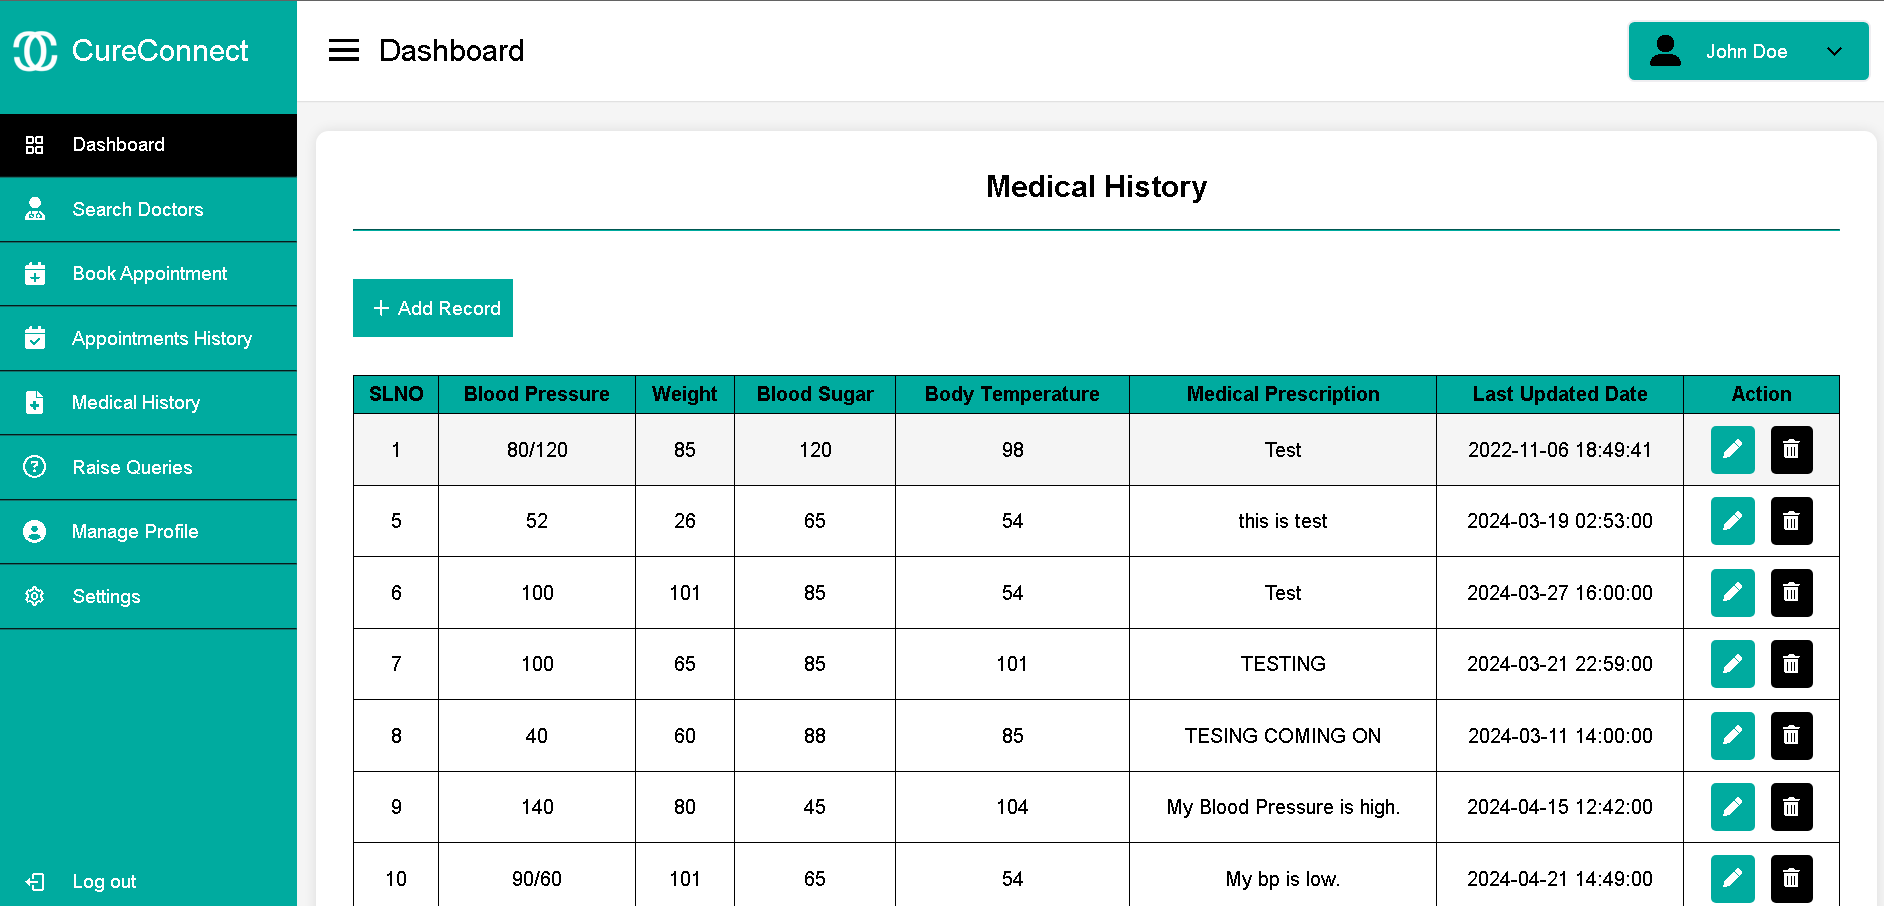 CureConnect
Dashboard
John Doe
Dashboard
Search Doctors
Book Appointment
Appointments History
Medical History
Raise Queries
Manage Profile
Settings
Log out
Medical History
+ Add Record
SLNO Blood Pressure Weight Blood Sugar Body Temperature Medical Prescription Last Updated Date Action
1 80/120 85 120 98 Test 2022-11-06 18:49:41
5 52 26 65 54 this is test 2024-03-19 02:53:00
6 100 101 85 54 Test 2024-03-27 16:00:00
7 100 65 85 101 TESTING 2024-03-21 22:59:00
8 40 60 88 85 TESING COMING ON 2024-03-11 14:00:00
9 140 80 45 104 My Blood Pressure is high. 2024-04-15 12:42:00
10 90/60 101 65 54 My bp is low. 2024-04-21 14:49:00